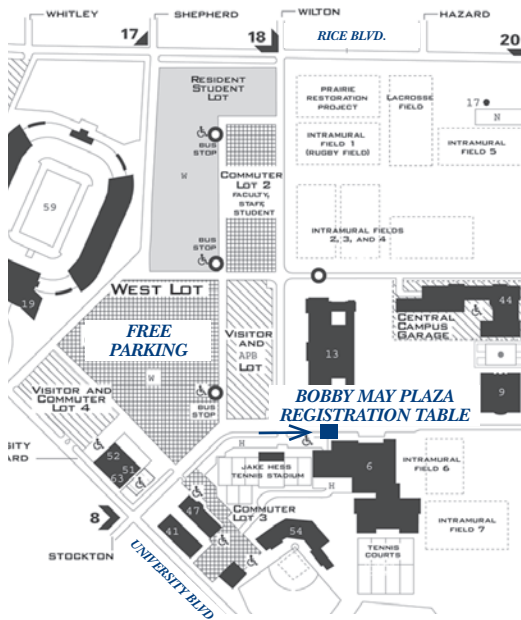 WHITLEY
SHEPHERD
WILTON
HAZARD
17
18
RICE BLVD.
20
RESIDENT
STUDENT
LOT
PRAIRIE
RESTORATION
PROJECT
LACROSSE
FIELD
17
N
BUS
STOP
INTRAMURAL
FIELD 1
(RUGBY FIELD)
INTRAMURAL
FIELD 5
W
COMMUTER
LOT 2
FACULTY,
STAFF,
STUDENT
59
INTRAMURAL FIELDS
2, 3, AND 4
BUS
STOP
WEST LOT
19
44
FREE
PARKING
VISITOR
AND
APB
LOT
CENTRAL
CAMPUS
GARAGE
13
W
9
VISITOR AND
COMMUTER
LOT 4
BUS
STOP
BOBBY MAY PLAZA
REGISTRATION TABLE
SITY
ARD
H
52
51
63
JAKE HESS
TENNIS STADIUM
6
INTRAMURAL
FIELD 6
H
8
47
41
COMMUTER
LOT 3
54
INTRAMURAL
FIELD 7
STOCKTON
UNIVERSITY BLVD
TENNIS
COURTS